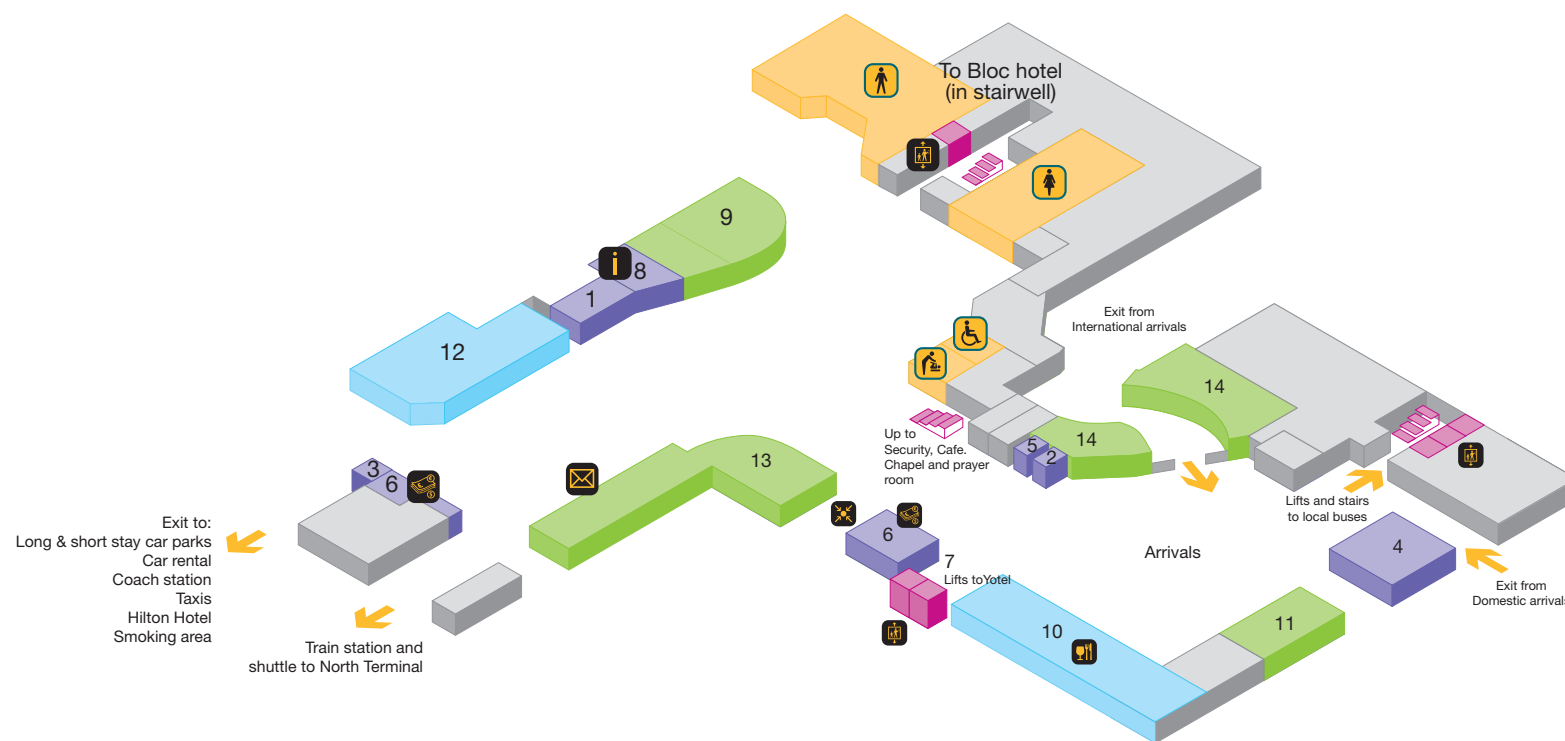 To Bloc hotel
(in stairwell)
9
8
1
12
Exit from
International arrivals
14
14
5
2
Up to
Security, Cafe.
Chapel and prayer
room
13
3
6
Exit to:
Long & short stay car parks
Car rental
Coach station
Taxis
Hilton Hotel
Smoking area
Train station and
shuttle to North Terminal
6
7
Lifts toYotel
Arrivals
Lifts and stairs
to local buses
4
Exit from
Domestic arrivals
10
11